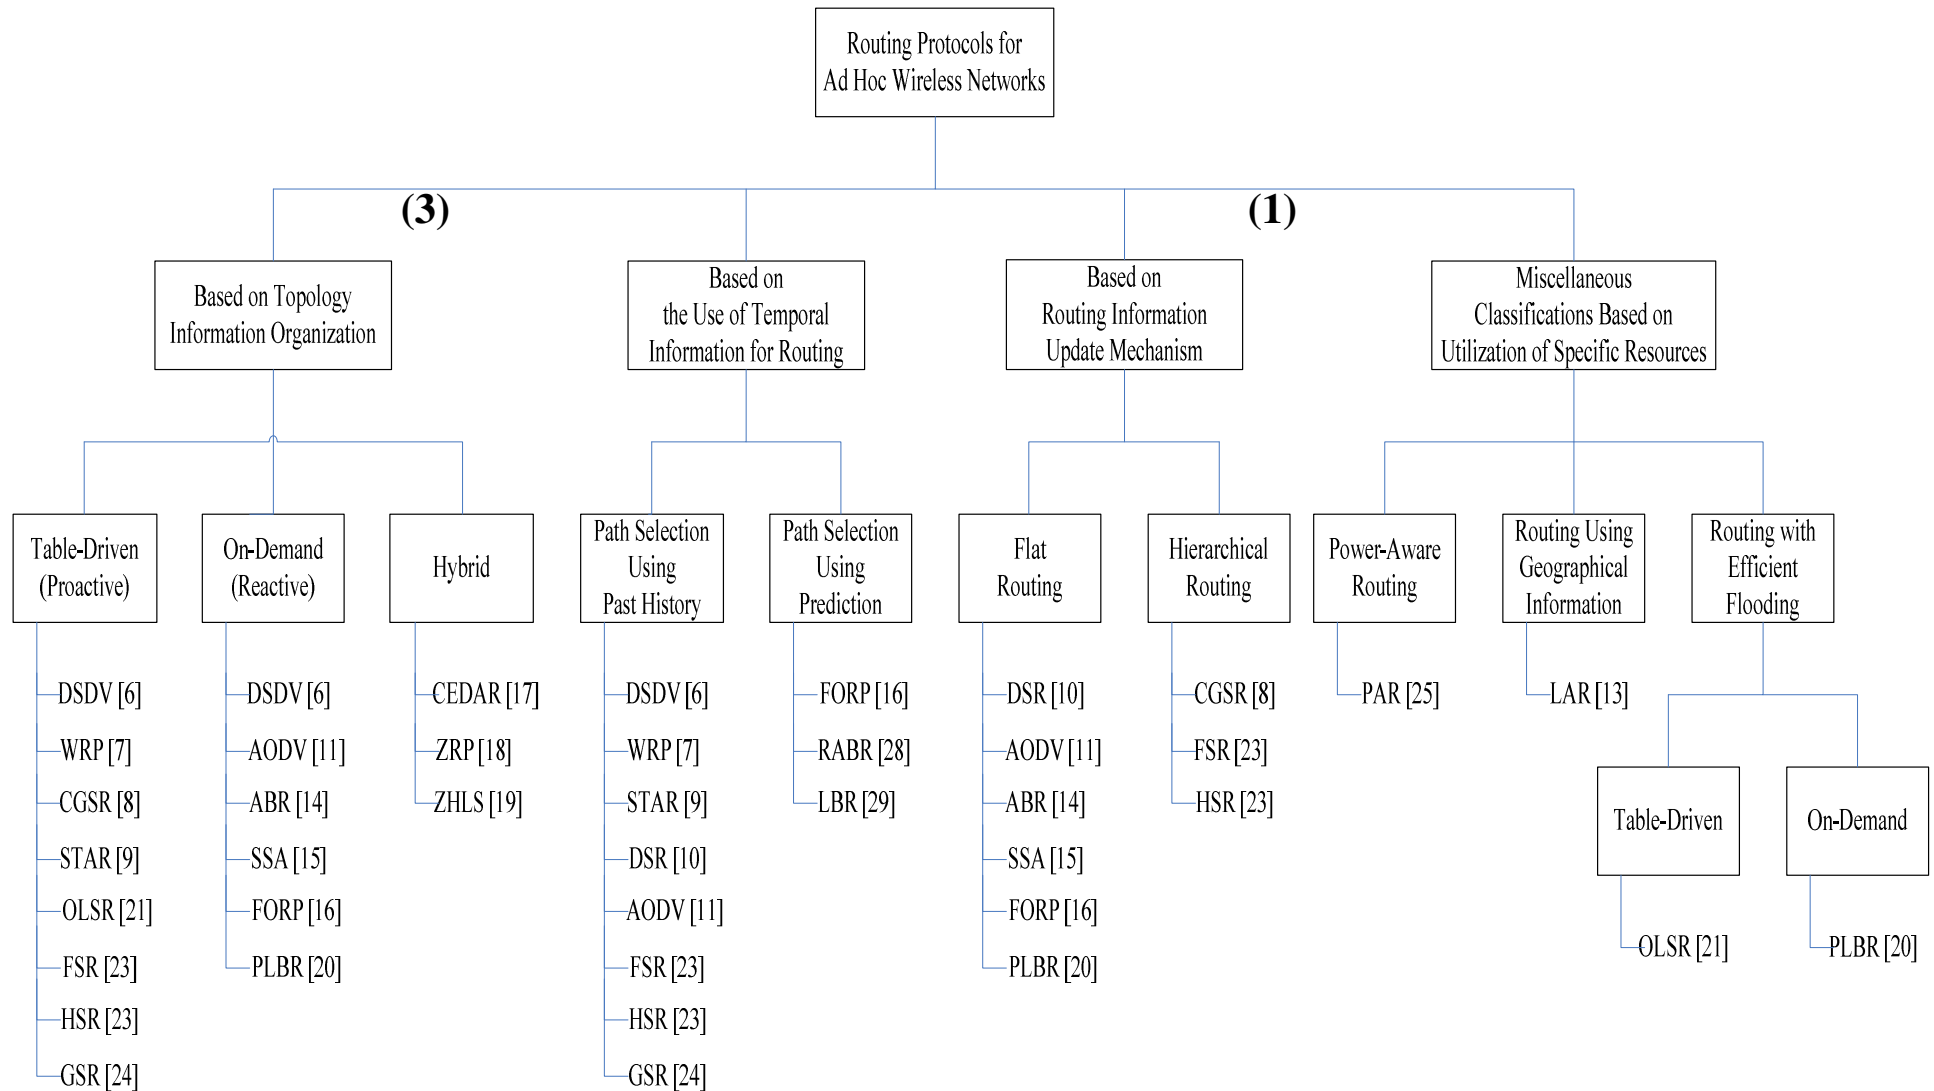 Routing Protocols for
Ad Hoc Wireless Networks
(3)
(1)
Based on Topology
Information Organization
Based on
the Use of Temporal
Information for Routing
Based on
Routing Information
Update Mechanism
Miscellaneous
Classifications Based on
Utilization of Specific Resources
Table-Driven
(Proactive)
On-Demand
(Reactive)
Hybrid
Path Selection
Using
Past History
Path Selection
Using
Prediction
Flat
Routing
Hierarchical
Routing
Power-Aware
Routing
Routing Using
Geographical
Information
Routing with
Efficient
Flooding
DSDV [6]
WRP [7]
CGSR [8]
STAR [9]
OLSR [21]
FSR [23]
HSR [23]
GSR [24]
DSDV [6]
AODV [11]
ABR [14]
SSA [15]
FORP [16]
PLBR [20]
CEDAR [17]
ZRP [18]
ZHLS [19]
DSDV [6]
WRP [7]
STAR [9]
DSR [10]
AODV [11]
FSR [23]
HSR [23]
GSR [24]
FORP [16]
RABR [28]
LBR [29]
DSR [10]
AODV [11]
ABR [14]
SSA [15]
FORP [16]
PLBR [20]
CGSR [8]
FSR [23]
HSR [23]
PAR [25]
LAR [13]
Table-Driven
On-Demand
OLSR [21]
PLBR [20]